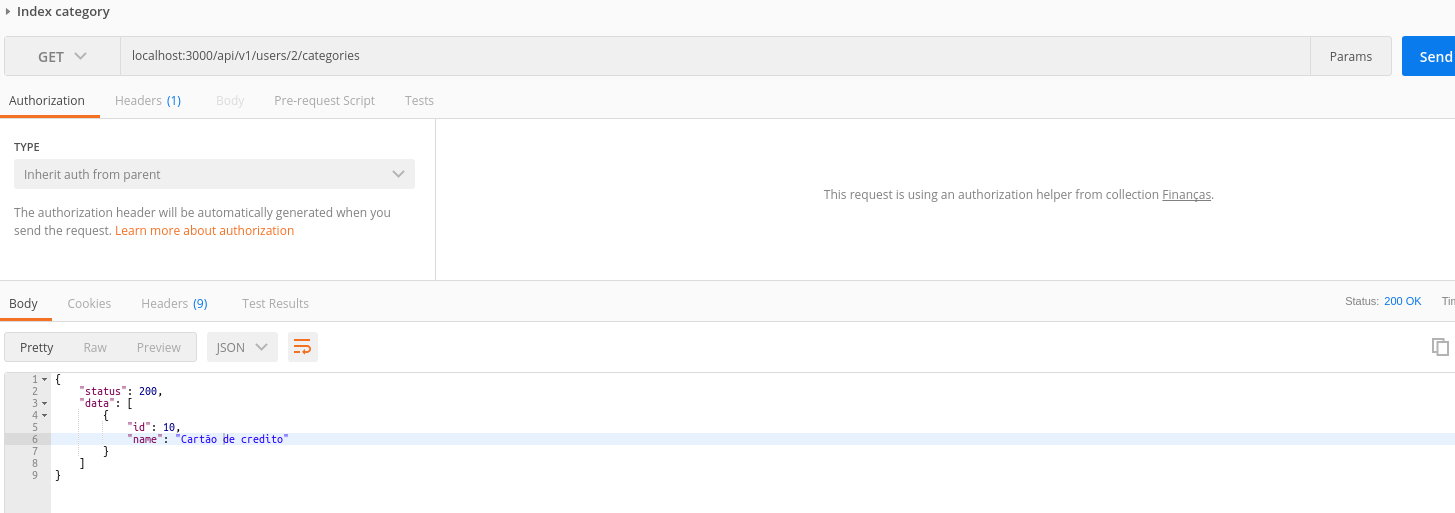 Index category
GET localhost:3000/api/v1/users/2/categories Params Send
Authorization Headers (1) Body Pre-request Script Tests
TYPE
Inherit auth from parent
The authorization header will be automatically generated when you
send the request. Learn more about authorization
This request is using an authorization helper from collection Finanças.
Body Cookies Headers (9) Test Results Status: 200 OK
Pretty Raw Preview JSON
1 {
2 "status": 200,
3 "data": [
4 {
5 "id": 10,
6 "name": "Cartão de credito"
7 }
8 ]
9 }